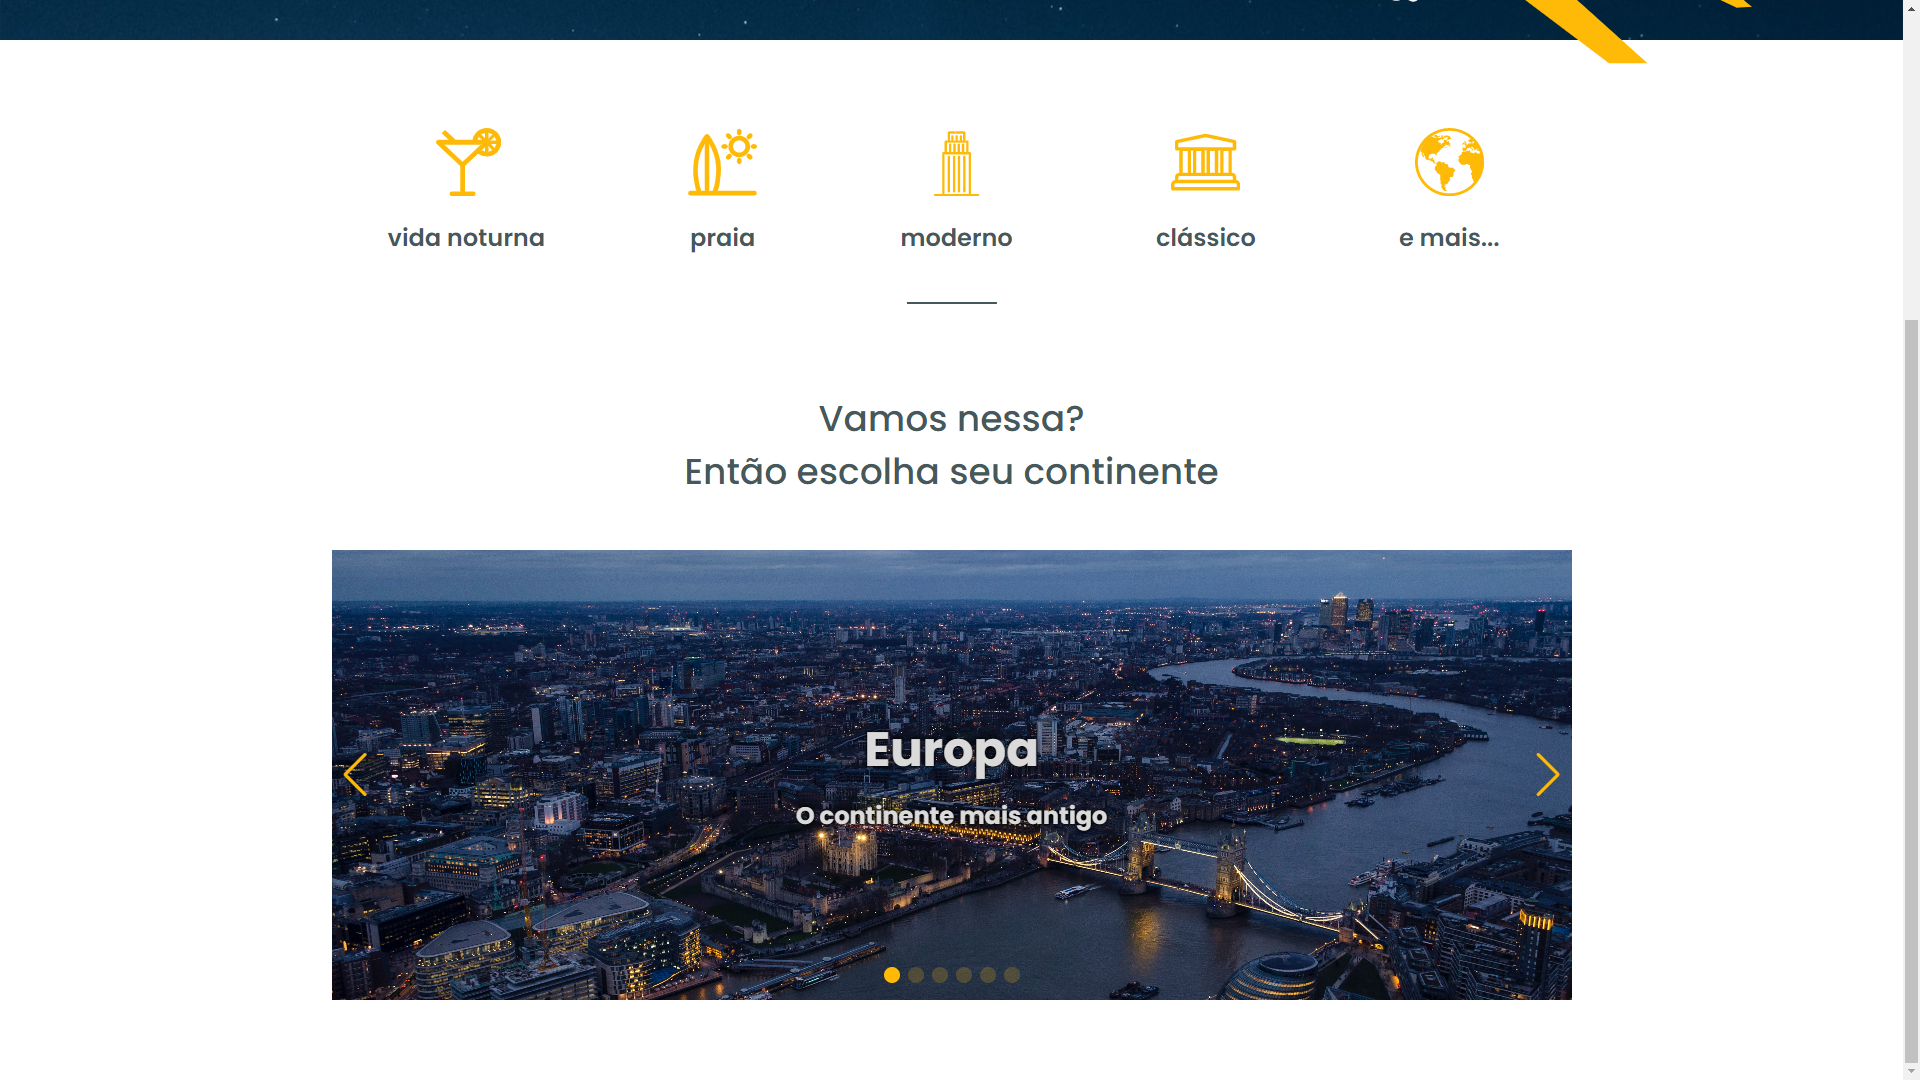 vida noturna
praia
moderno
clássico
e mais...
Vamos nessa?
Então escolha seu continente
Europa
O continente mais antigo